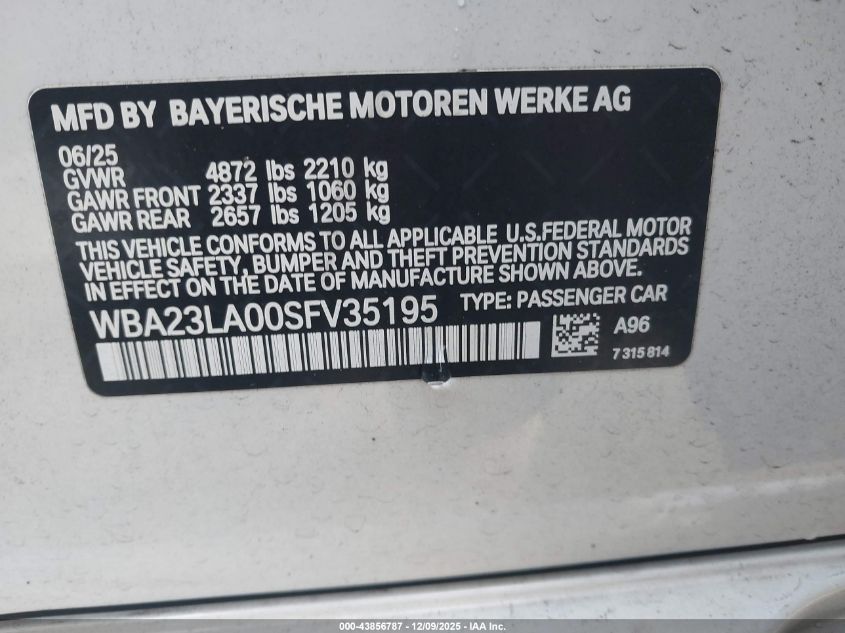 MFD BY BAYERISCHE MOTOREN WERKE AG
06/25
GVWR 4872 lbs 2210 kg
GAWR FRONT 2337 lbs 1060 kg
GAWR REAR 2657 lbs 1205 kg
THIS VEHICLE CONFORMS TO ALL APPLICABLE U.S.FEDERAL MOTOR
VEHICLE SAFETY, BUMPER AND THEFT PREVENTION STANDARDS
IN EFFECT ON THE DATE OF MANUFACTURE SHOWN ABOVE.
WBA23LA00SFV35195 TYPE: PASSENGER CAR
A96
7 315 814
000-43856787 - 12/09/2025 - IAA Inc.